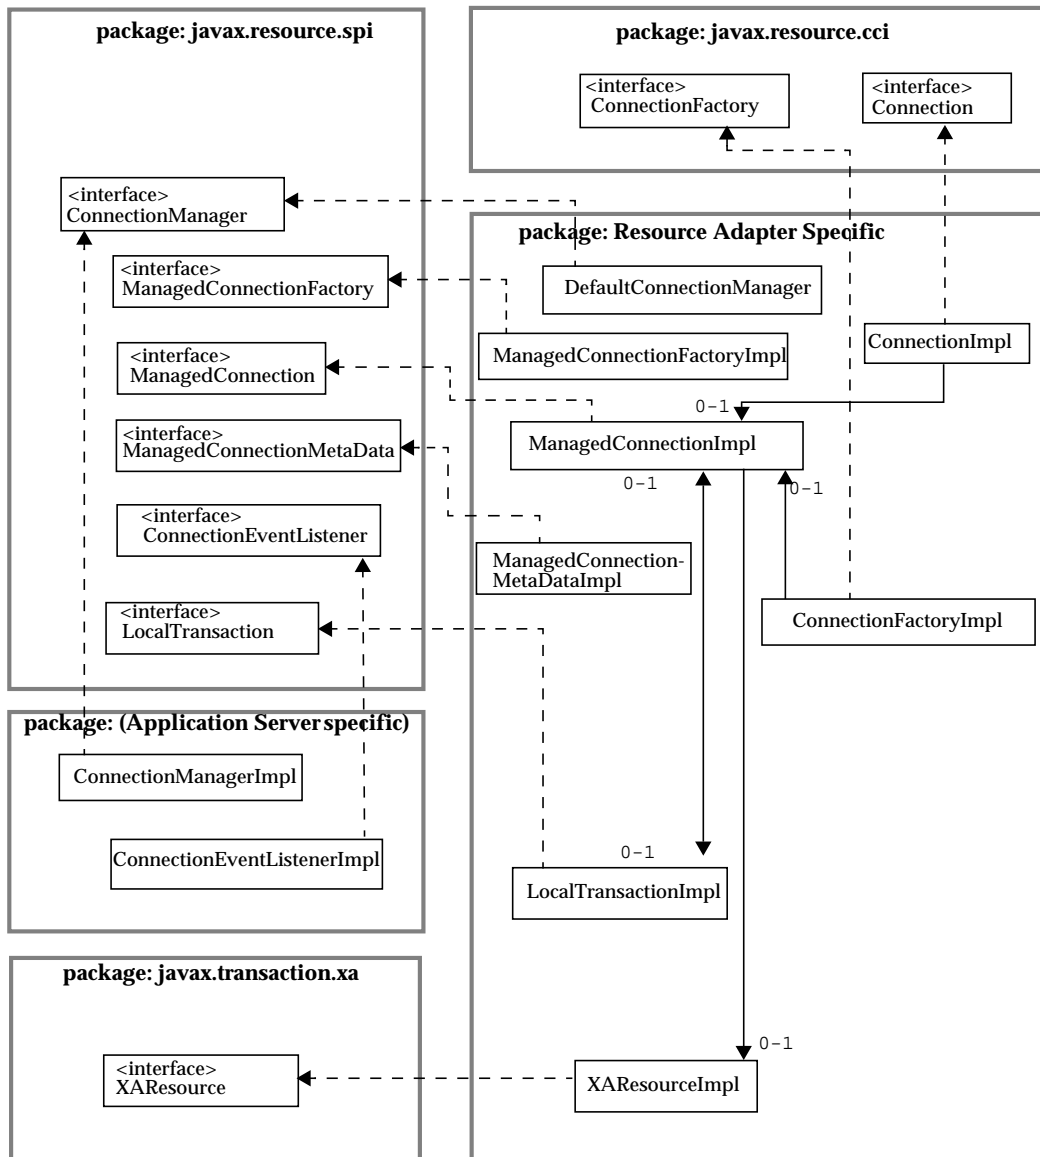 package: javax.resource.spi
<interface>
ConnectionManager
<interface>
ManagedConnectionFactory
<interface>
ManagedConnection
<interface>
ManagedConnectionMetaData
<interface>
ConnectionEventListener
<interface>
LocalTransaction
package: javax.resource.cci
<interface>
ConnectionFactory
<interface>
Connection
package: Resource Adapter Specific
DefaultConnectionManager
ManagedConnectionFactoryImpl
ConnectionImpl
0-1
ManagedConnectionImpl
0-1
0-1
ManagedConnection-
MetaDataImpl
ConnectionFactoryImpl
0-1
LocalTransactionImpl
0-1
XAResourceImpl
package: (Application Server specific)
ConnectionManagerImpl
ConnectionEventListenerImpl
package: javax.transaction.xa
<interface>
XAResource